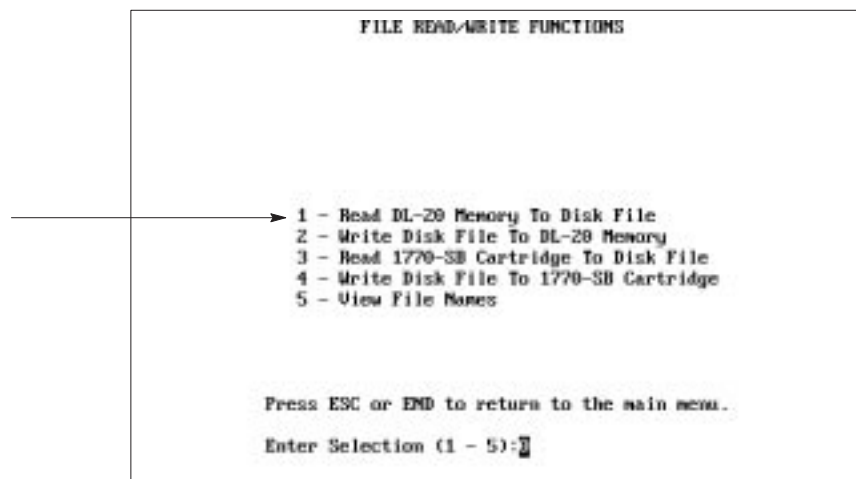 FILE READ/WRITE FUNCTIONS
1 - Read DL-20 Memory To Disk File
2 - Write Disk File To DL-20 Memory
3 - Read 1770-SB Cartridge To Disk File
4 - Write Disk File To 1770-SB Cartridge
5 - View File Names
Press ESC or END to return to the main menu.
Enter Selection (1 - 5):